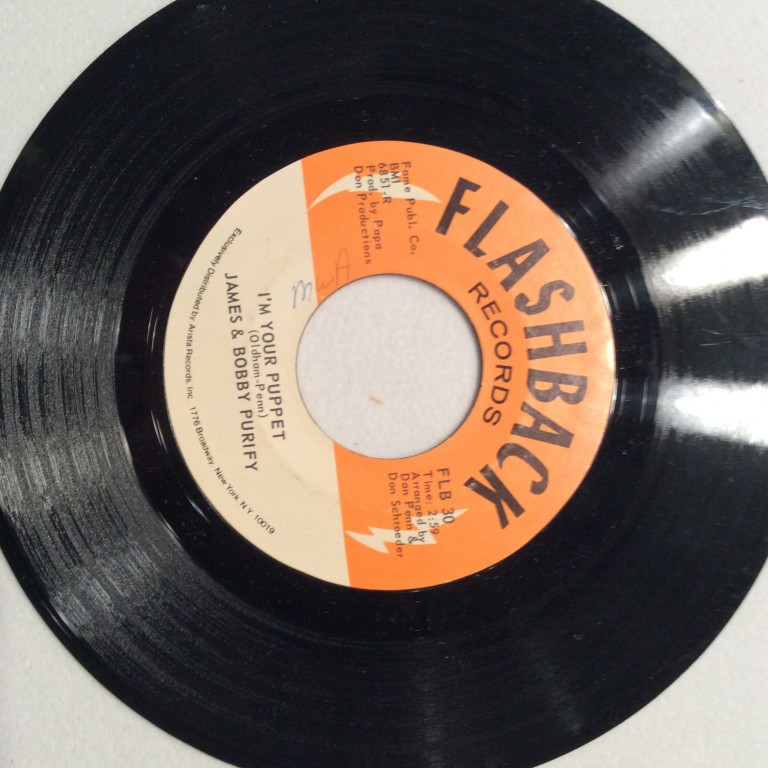 FLASHBACK
RECORDS
Fame Publ. Co.
BMI
6851-R
Prod. by Papa
Don Productions
FLB 30
Time: 2:59
Arranged by
Don Penn &
Don Schroeder
I'M YOUR PUPPET
(Oldham-Penn)
JAMES & BOBBY PURIFY
Exclusively Distributed by Arista Records, Inc., 1776 Broadway, New York, N.Y. 10019